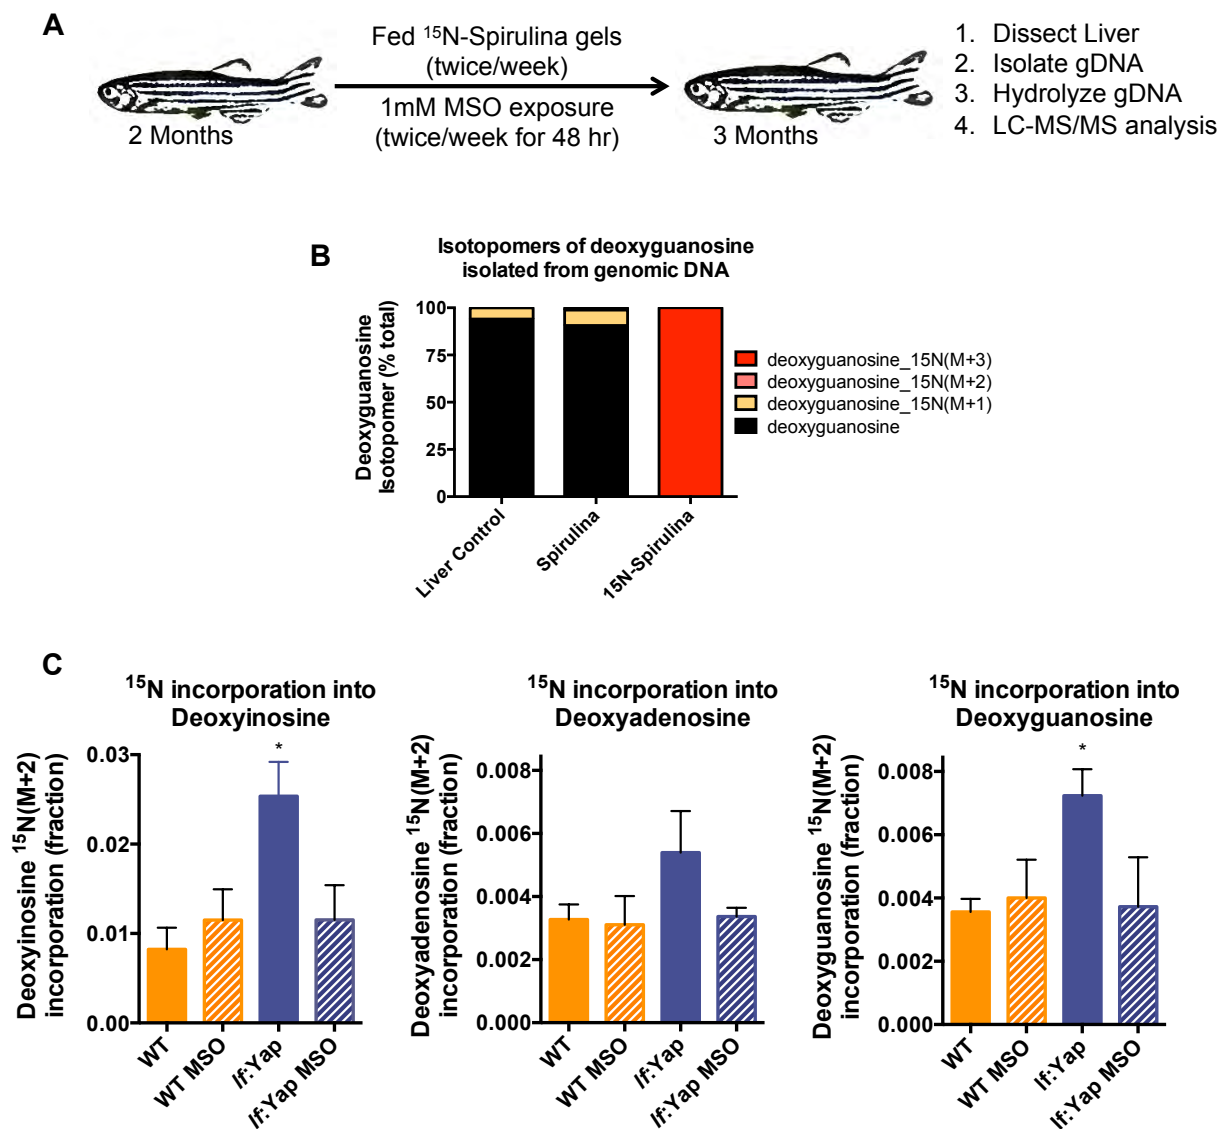 A
Fed ¹⁵N-Spirulina gels
(twice/week)
1mM MSO exposure
(twice/week for 48 hr)
2 Months
3 Months
1. Dissect Liver
2. Isolate gDNA
3. Hydrolyze gDNA
4. LC-MS/MS analysis
B
Isotopomers of deoxyguanosine
isolated from genomic DNA
Deoxyguanosine
Isotopomer (% total)
100
75
50
25
0
Liver Control
Spirulina
15N-Spirulina
deoxyguanosine_15N(M+3)
deoxyguanosine_15N(M+2)
deoxyguanosine_15N(M+1)
deoxyguanosine
C
¹⁵N incorporation into
Deoxyinosine
Deoxyinosine ¹⁵N(M+2)
incorporation (fraction)
0.03
0.02
0.01
0.00
*
WT
WT MSO
lf:Yap
lf:Yap MSO
¹⁵N incorporation into
Deoxyadenosine
Deoxyadenosine ¹⁵N(M+2)
incorporation (fraction)
0.008
0.006
0.004
0.002
0.000
WT
WT MSO
lf:Yap
lf:Yap MSO
¹⁵N incorporation into
Deoxyguanosine
Deoxyguanosine ¹⁵N(M+2)
incorporation (fraction)
0.008
0.006
0.004
0.002
0.000
*
WT
WT MSO
lf:Yap
lf:Yap MSO